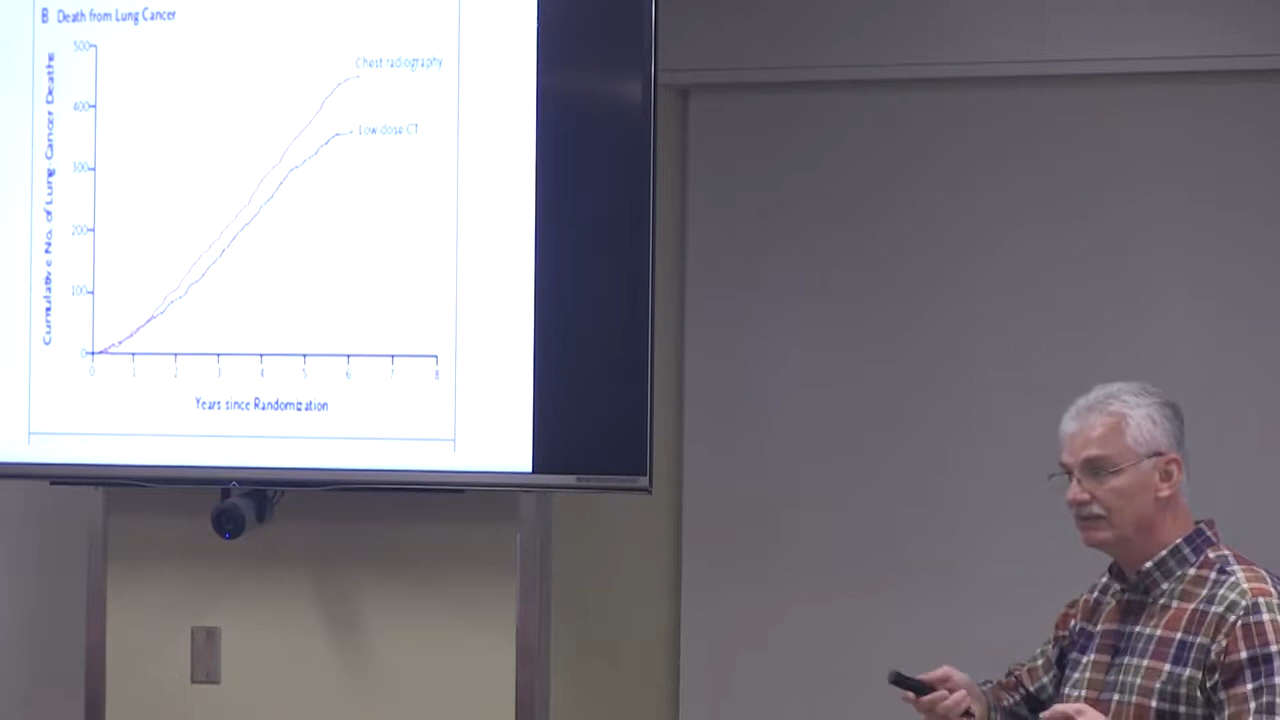 B Death from Lung Cancer
500
400
300
200
100
0
Cumulative No. of Lung-Cancer Deaths
Chest radiography
Low-dose CT
0 1 2 3 4 5 6 7 8
Years since Randomization